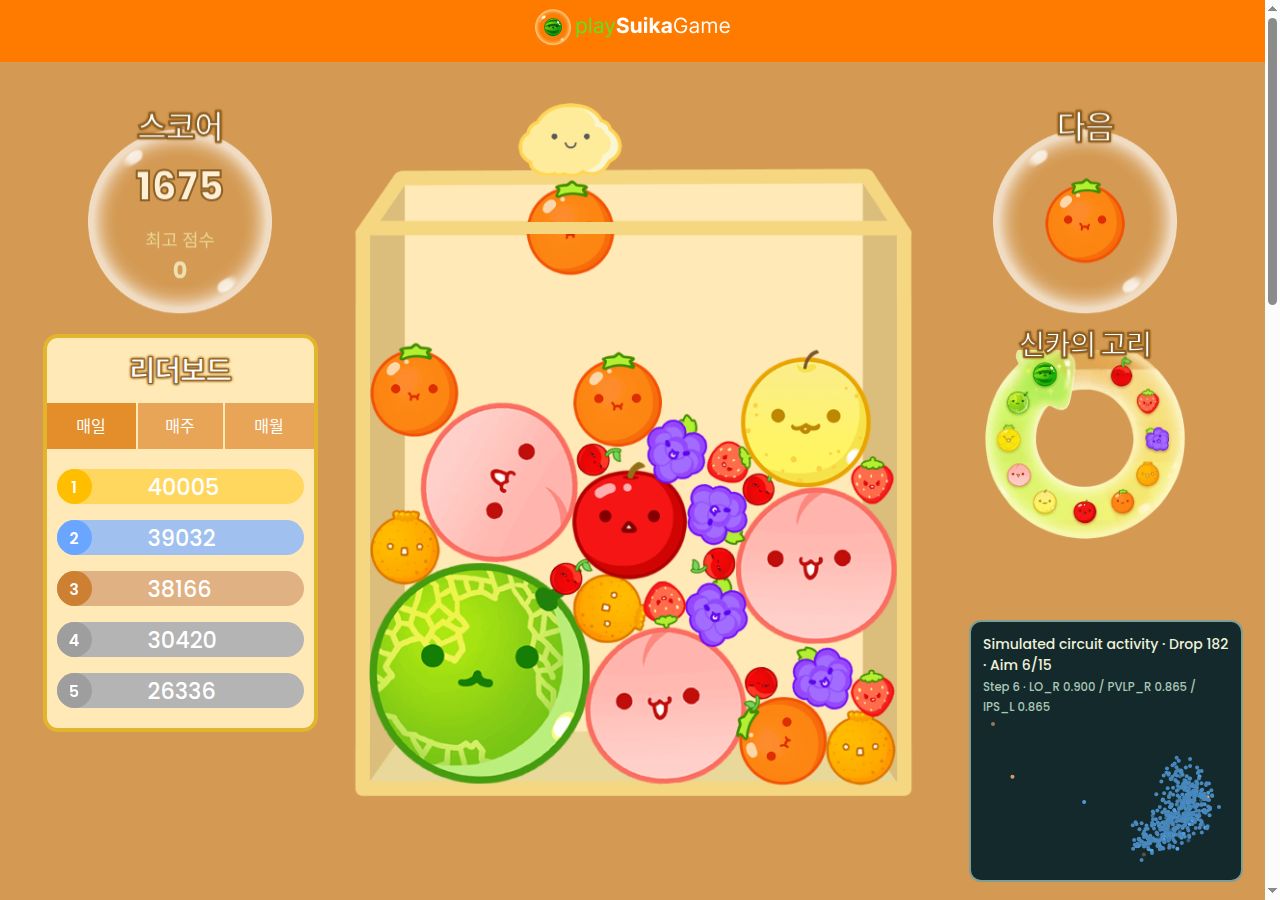 playSuikaGame
스코어
1675
최고 점수
0
다음
신카의 고리
리더보드
매일 매주 매월
1 40005
2 39032
3 38166
4 30420
5 26336
Simulated circuit activity · Drop 182
· Aim 6/15
Step 6 · LO_R 0.900 / PVLP_R 0.865 /
IPS_L 0.865